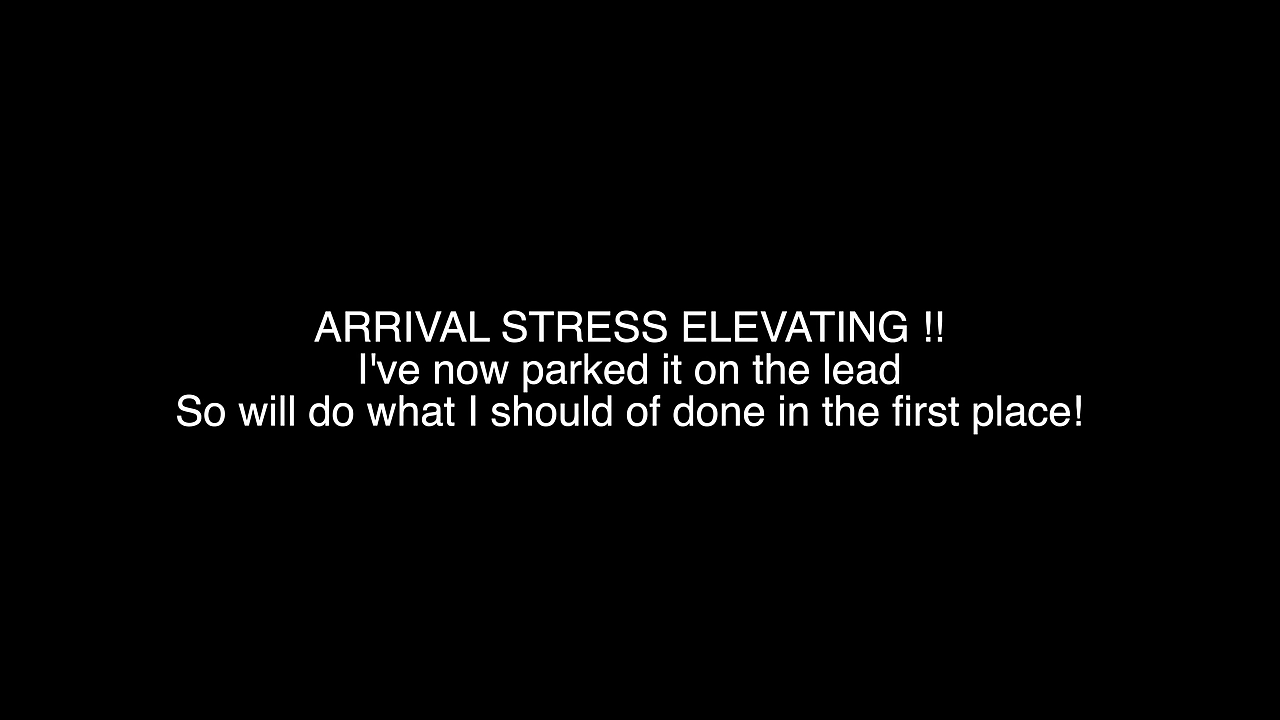 ARRIVAL STRESS ELEVATING !!
I've now parked it on the lead
So will do what I should of done in the first place!